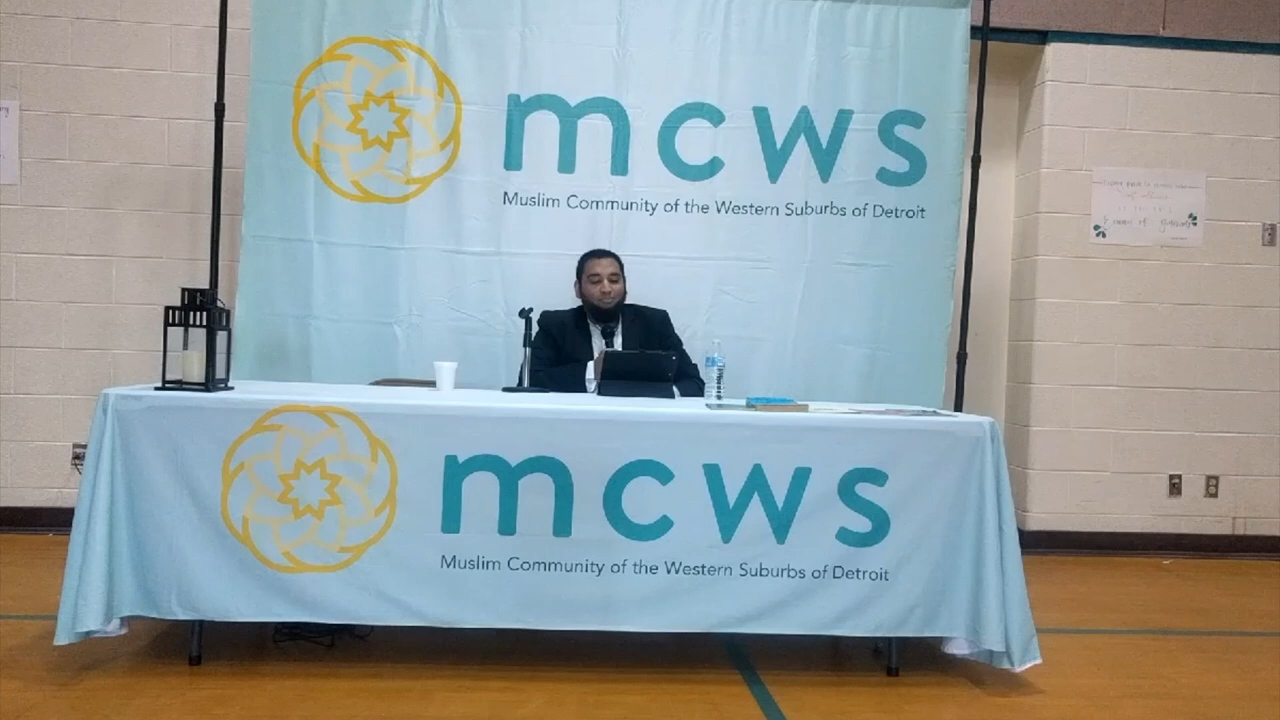 mcws
Muslim Community of the Western Suburbs of Detroit
mcws
Muslim Community of the Western Suburbs of Detroit